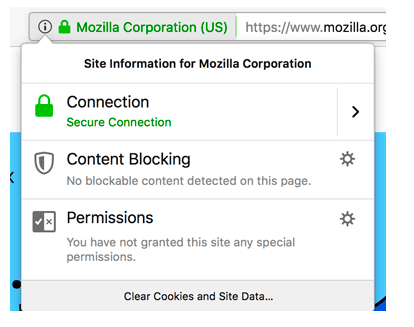 Mozilla Corporation (US) https://www.mozilla.org
Site Information for Mozilla Corporation
Connection
Secure Connection
Content Blocking
No blockable content detected on this page.
Permissions
You have not granted this site any special
permissions.
Clear Cookies and Site Data...